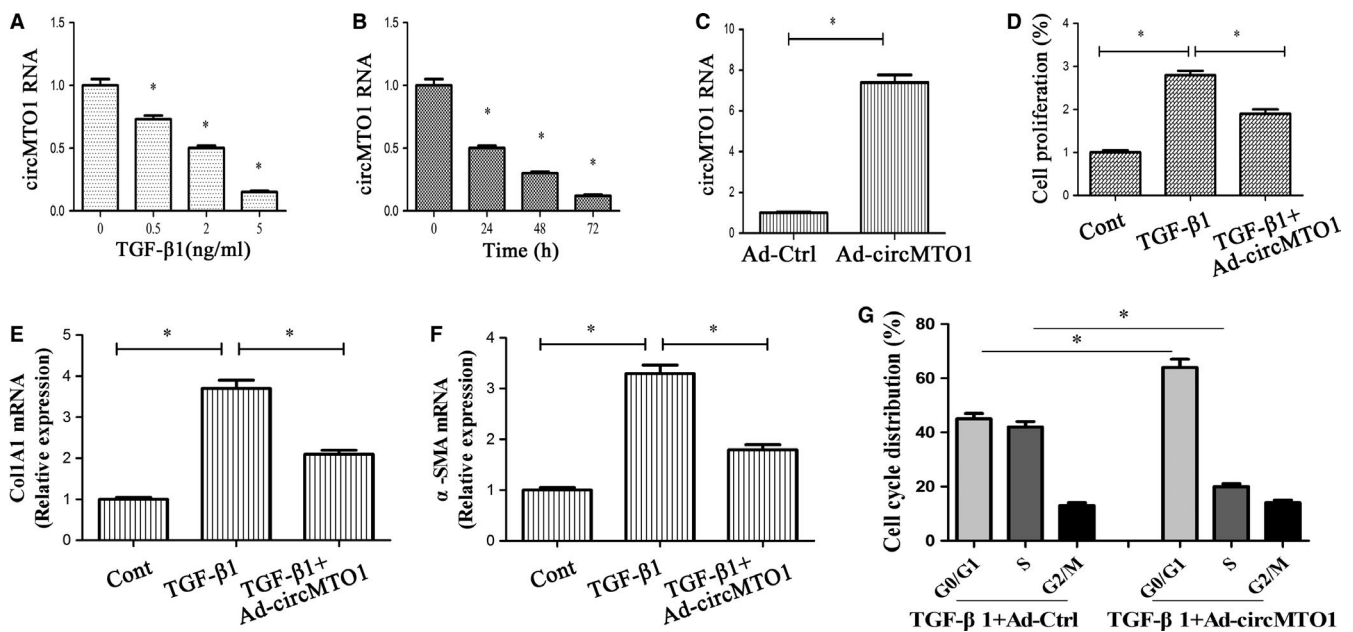 A
circMTO1 RNA
1.5
1.0
0.5
0.0
*
*
*
0
0.5
2
5
TGF-β1(ng/ml)
B
circMTO1 RNA
1.5
1.0
0.5
0.0
*
*
*
0
24
48
72
Time (h)
C
circMTO1 RNA
10
8
6
4
2
0
*
Ad-Ctrl
Ad-circMTO1
D
Cell proliferation (%)
4
3
2
1
0
*
*
Cont
TGF-β1
TGF-β1+
Ad-circMTO1
E
Col1A1 mRNA
(Relative expression)
5
4
3
2
1
0
*
*
Cont
TGF-β1
TGF-β1+
Ad-circMTO1
F
α -SMA mRNA
(Relative expression)
4
3
2
1
0
*
*
Cont
TGF-β1
TGF-β1+
Ad-circMTO1
G
Cell cycle distribution (%)
80
60
40
20
0
*
*
G0/G1
S
G2/M
G0/G1
S
G2/M
TGF-β 1+Ad-Ctrl
TGF-β 1+Ad-circMTO1